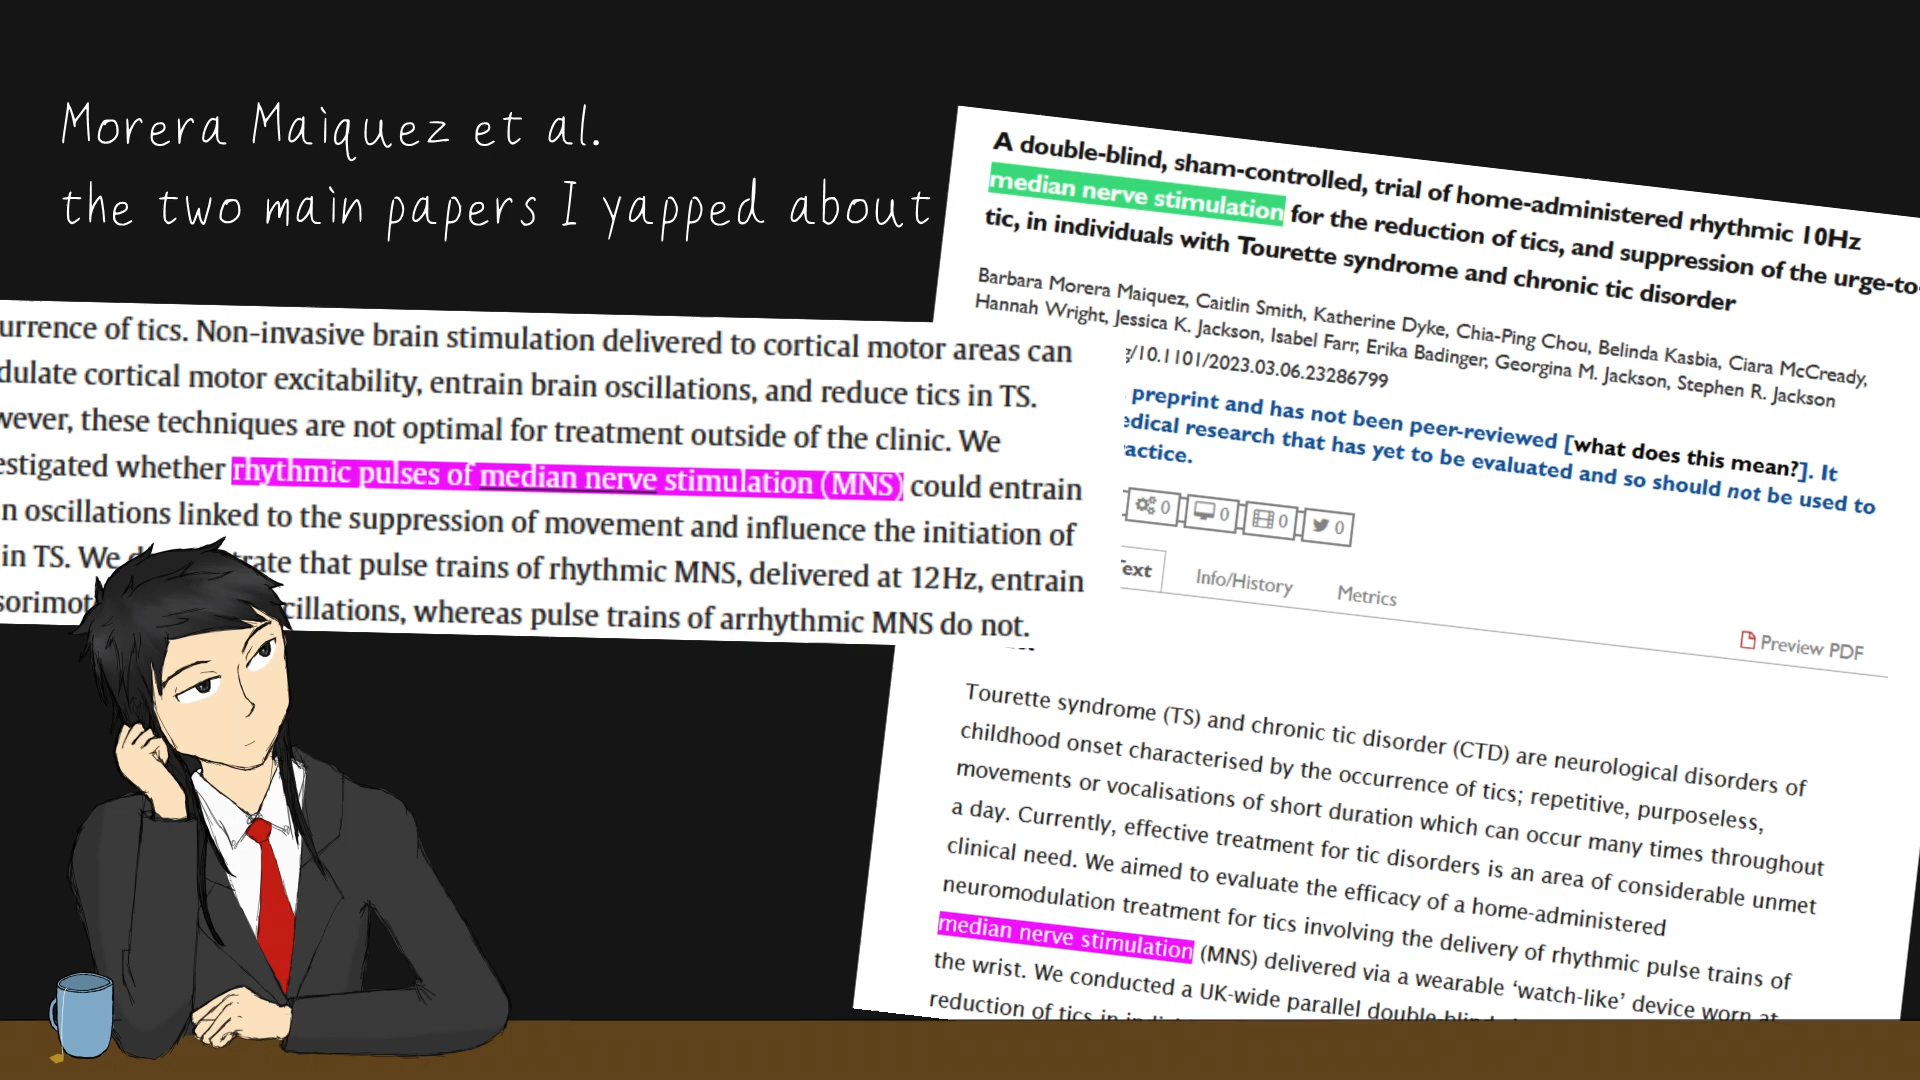 Morera Maiquez et al.
the two main papers I yapped about
A double-blind, sham-controlled, trial of home-administered rhythmic 10Hz
median nerve stimulation for the reduction of tics, and suppression of the urge-to-
tic, in individuals with Tourette syndrome and chronic tic disorder
Barbara Morera Maiquez, Caitlin Smith, Katherine Dyke, Chia-Ping Chou, Belinda Kasbia, Ciara McCready,
Hannah Wright, Jessica K. Jackson, Isabel Farr, Erika Badinger, Georgina M. Jackson, Stephen R. Jackson
/10.1101/2023.03.06.23286799
preprint and has not been peer-reviewed [what does this mean?]. It
edical research that has yet to be evaluated and so should not be used to
actice.
0 0 0 0
Text Info/History Metrics
Preview PDF
urrence of tics. Non-invasive brain stimulation delivered to cortical motor areas can
dulate cortical motor excitability, entrain brain oscillations, and reduce tics in TS.
wever, these techniques are not optimal for treatment outside of the clinic. We
estigated whether rhythmic pulses of median nerve stimulation (MNS) could entrain
n oscillations linked to the suppression of movement and influence the initiation of
in TS. We d trate that pulse trains of rhythmic MNS, delivered at 12Hz, entrain
sorimot cillations, whereas pulse trains of arrhythmic MNS do not.
Tourette syndrome (TS) and chronic tic disorder (CTD) are neurological disorders of
childhood onset characterised by the occurrence of tics; repetitive, purposeless,
movements or vocalisations of short duration which can occur many times throughout
a day. Currently, effective treatment for tic disorders is an area of considerable unmet
clinical need. We aimed to evaluate the efficacy of a home-administered
neuromodulation treatment for tics involving the delivery of rhythmic pulse trains of
median nerve stimulation (MNS) delivered via a wearable ‘watch-like’ device worn at
the wrist. We conducted a UK-wide parallel double-blind
reduction of tics in